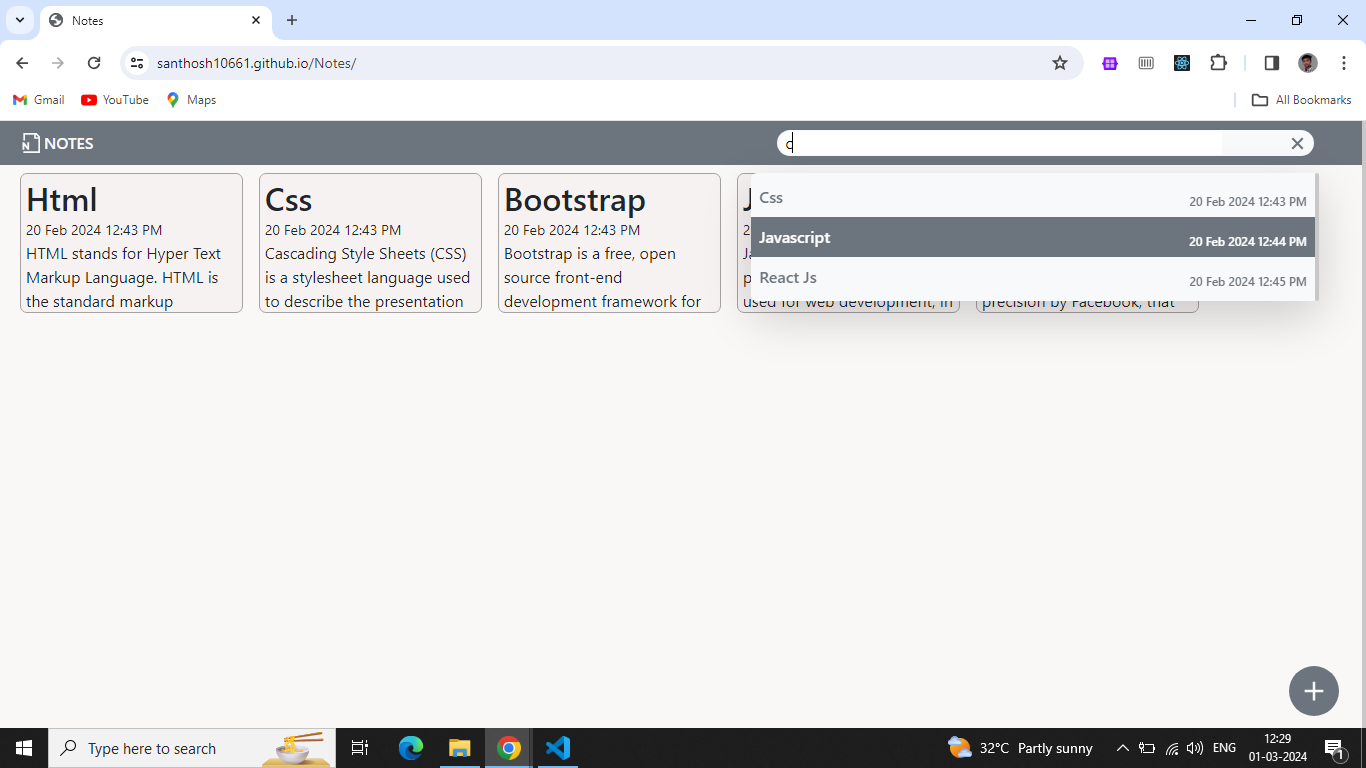 Notes
santhosh10661.github.io/Notes/
Gmail
YouTube
Maps
All Bookmarks
N
NOTES
c
Html
20 Feb 2024 12:43 PM
HTML stands for Hyper Text
Markup Language. HTML is
the standard markup
Css
20 Feb 2024 12:43 PM
Cascading Style Sheets (CSS)
is a stylesheet language used
to describe the presentation
Bootstrap
20 Feb 2024 12:43 PM
Bootstrap is a free, open
source front-end
development framework for
used for web development, in
precision by Facebook, that
Css 20 Feb 2024 12:43 PM
Javascript 20 Feb 2024 12:44 PM
React Js 20 Feb 2024 12:45 PM
Type here to search
32°C Partly sunny
ENG
12:29
01-03-2024
1